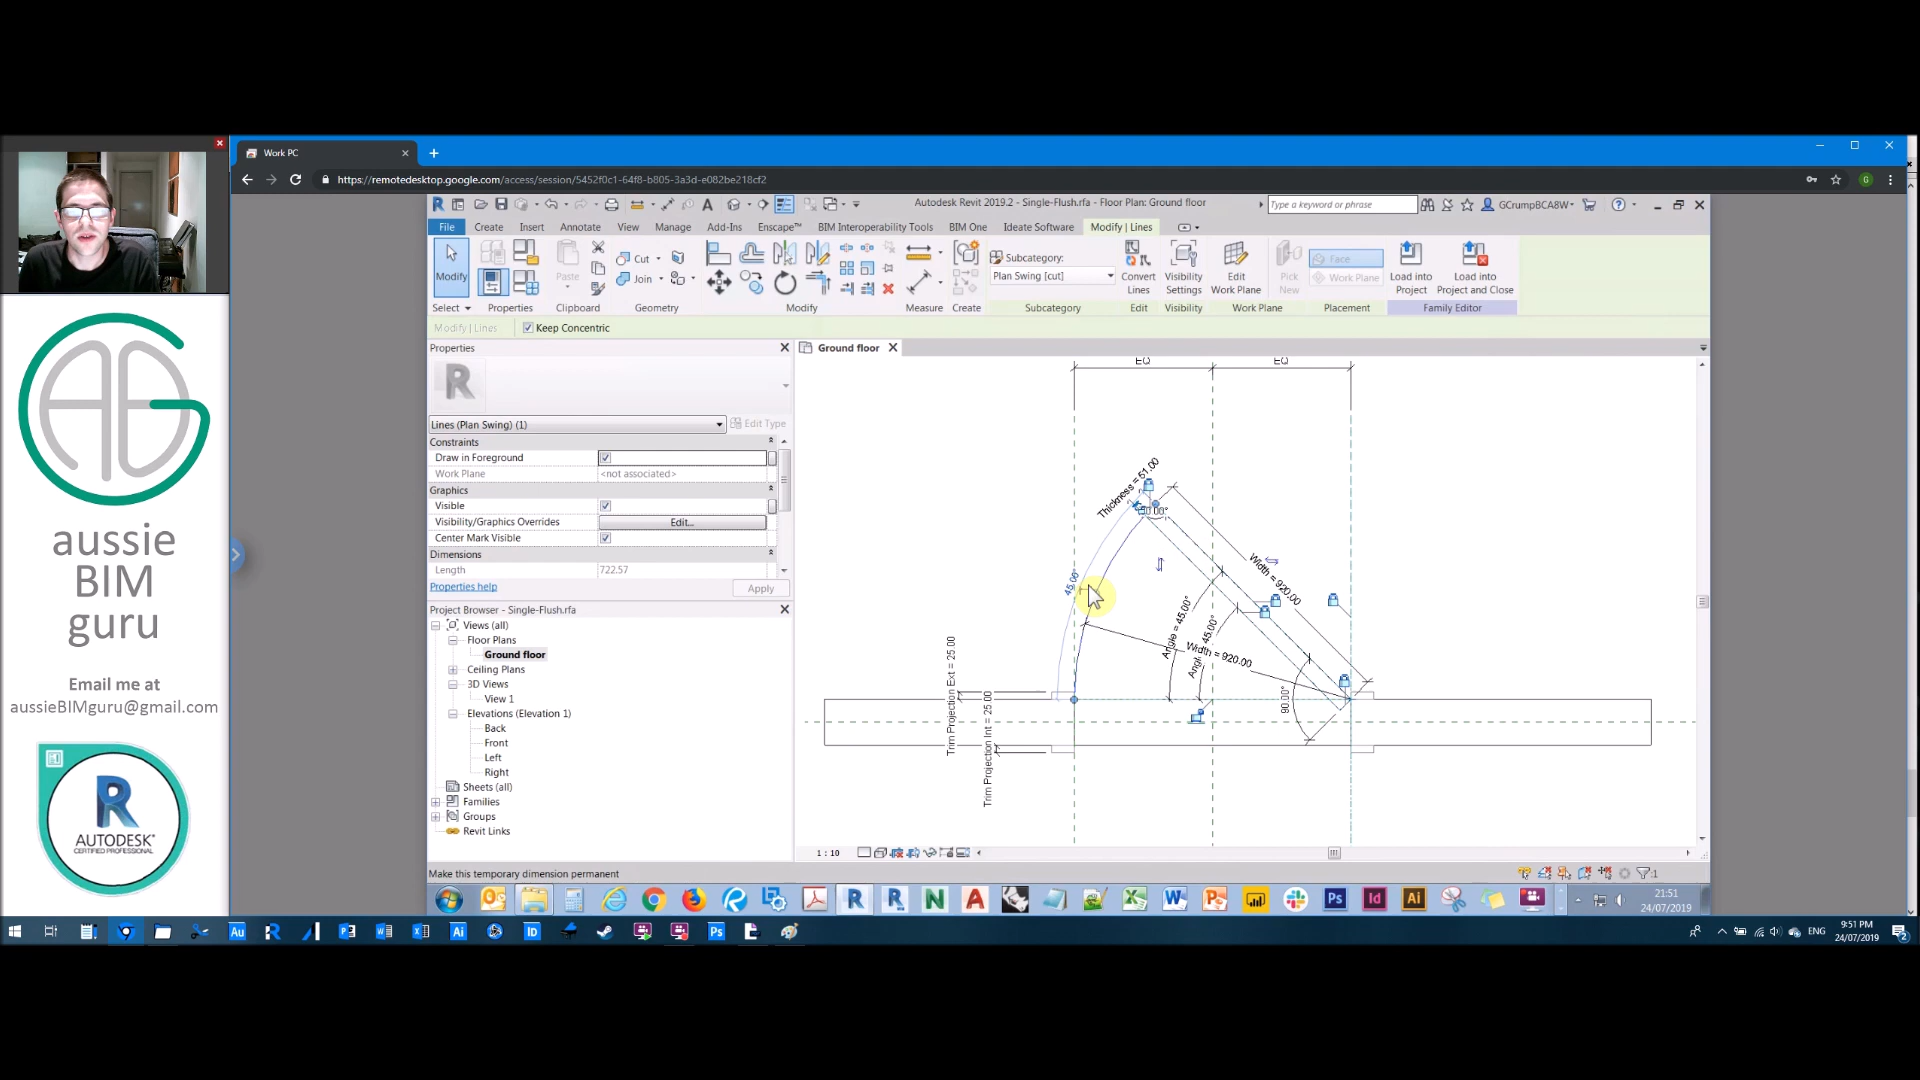 Work PC
https://remotedesktop.google.com/access/session/5452f0c1-64f8-b805-3a3d-e082be218cf2
Autodesk Revit 2019.2 - Single-Flush.rfa - Floor Plan: Ground floor
Type a keyword or phrase
GCrumpBCA8W
File Create Insert Annotate View Manage Add-Ins Enscape™ BIM Interoperability Tools BIM One Ideate Software Modify | Lines
Modify
Paste
Cut
Join
Subcategory:
Plan Swing [cut]
Convert Lines
Visibility Settings
Edit Work Plane
Pick New
Face
Work Plane
Load into Project
Load into Project and Close
Select Properties Clipboard Geometry Modify Measure Create Subcategory Edit Visibility Work Plane Placement Family Editor
Modify | Lines
Keep Concentric
Properties
Ground floor
Lines (Plan Swing) (1)
Edit Type
Constraints
Draw in Foreground
Work Plane <not associated>
Graphics
Visible
Visibility/Graphics Overrides Edit...
Center Mark Visible
Dimensions
Length 722.57
Properties help
Apply
Project Browser - Single-Flush.rfa
Views (all)
Floor Plans
Ground floor
Ceiling Plans
3D Views
View 1
Elevations (Elevation 1)
Back
Front
Left
Right
Sheets (all)
Families
Groups
Revit Links
EQ EQ
Thickness = 51.00
45.00°
Width = 920.00
Angle = 45.00°
Width = 920.00
90.00°
Trim Projection Ext = 25.00
Trim Projection Int = 25.00
1 : 10
Make this temporary dimension permanent
:1
21:51
24/07/2019
ENG
9:51 PM
24/07/2019
AG
aussie
BIM
guru
Email me at
aussieBIMguru@gmail.com
R
AUTODESK
CERTIFIED PROFESSIONAL